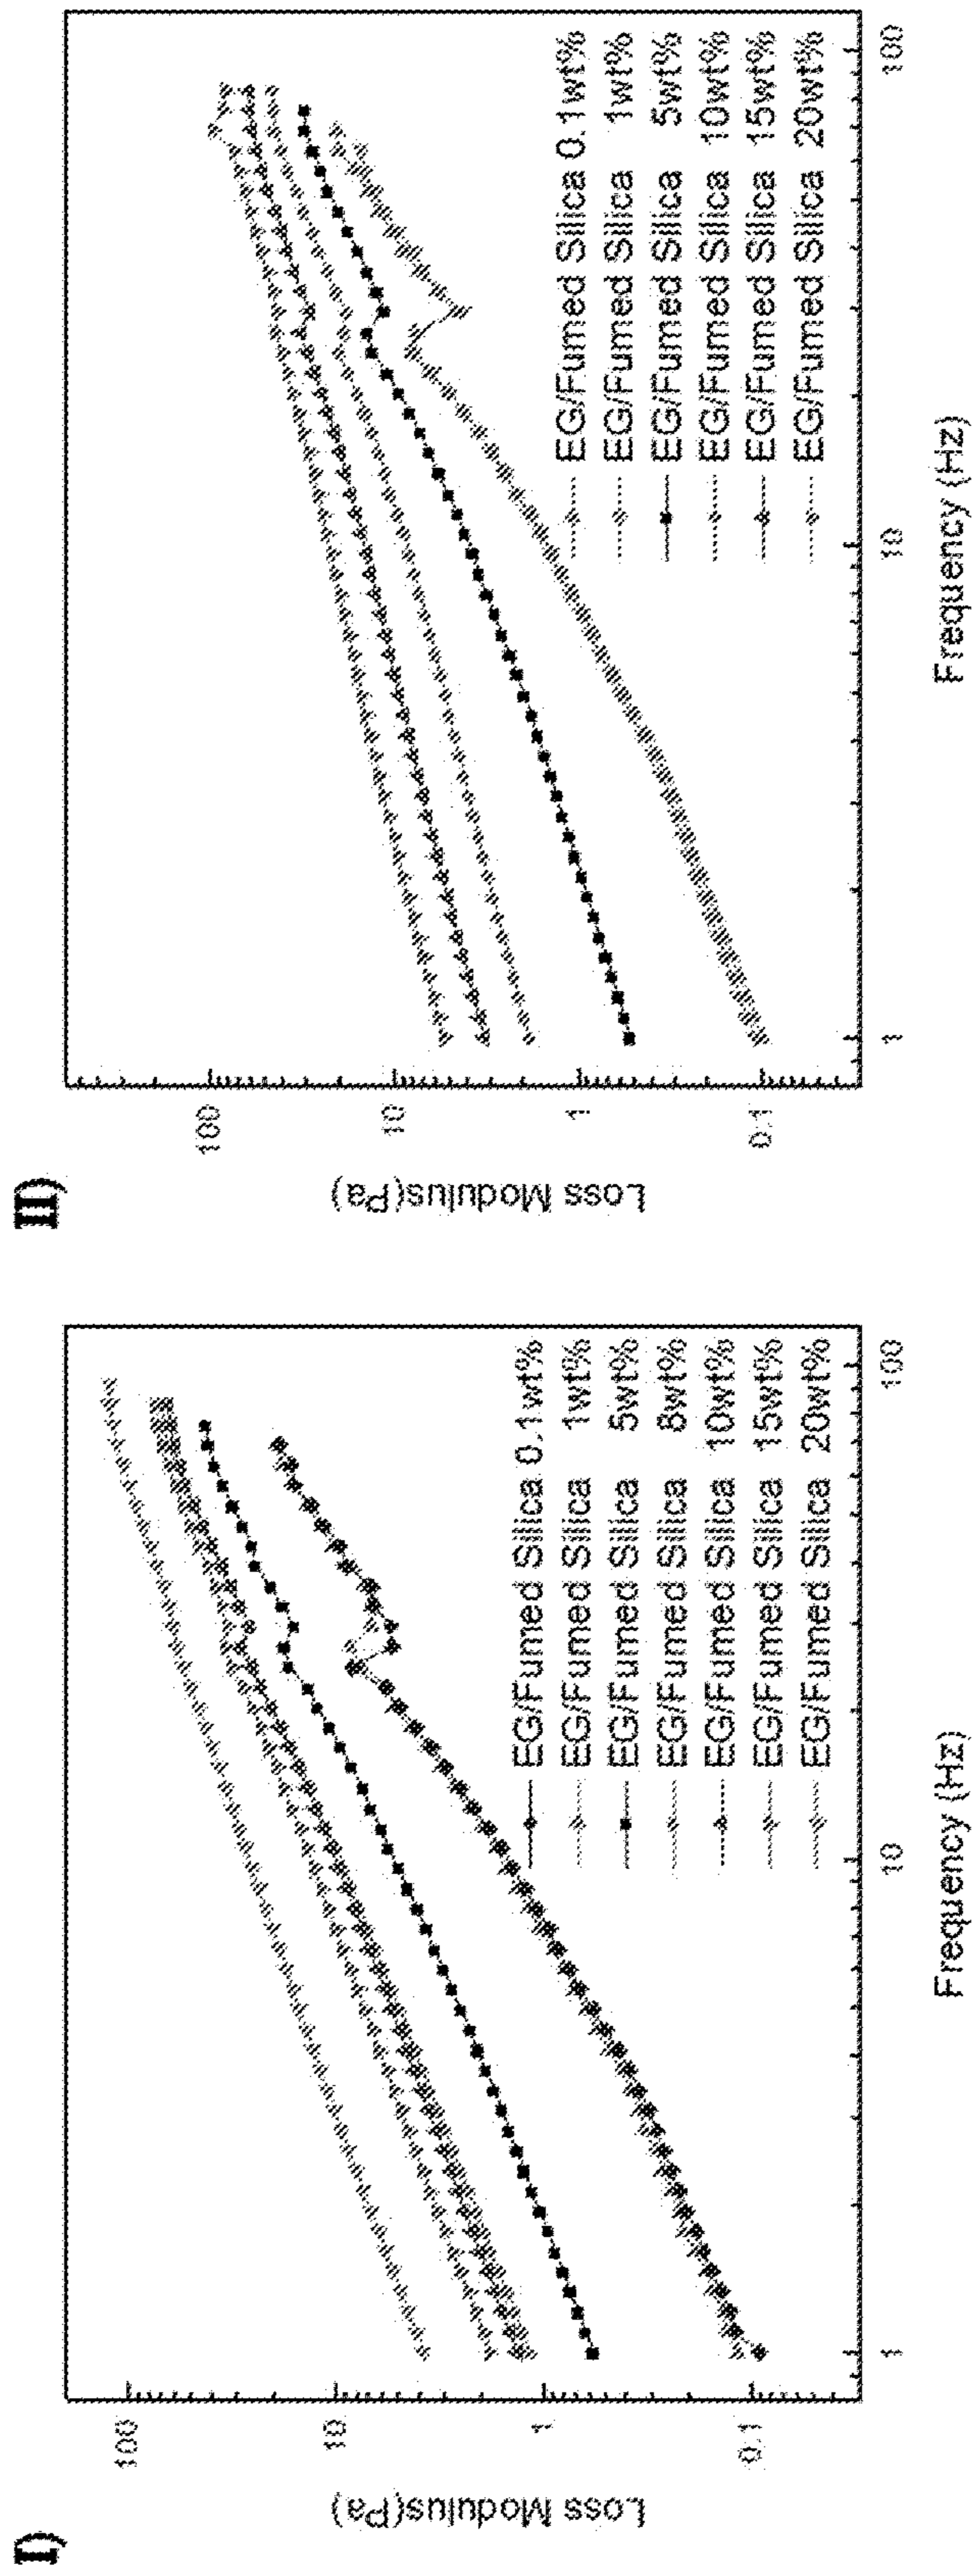 I)
Loss Modulus(Pa)
100
10
1
0.1
EG/Fumed Silica 0.1wt%
EG/Fumed Silica 1wt%
EG/Fumed Silica 5wt%
EG/Fumed Silica 8wt%
EG/Fumed Silica 10wt%
EG/Fumed Silica 15wt%
EG/Fumed Silica 20wt%
1
10
100
Frequency (Hz)
II)
Loss Modulus(Pa)
100
10
1
0.1
EG/Fumed Silica 0.1wt%
EG/Fumed Silica 1wt%
EG/Fumed Silica 5wt%
EG/Fumed Silica 10wt%
EG/Fumed Silica 15wt%
EG/Fumed Silica 20wt%
1
10
100
Frequency (Hz)